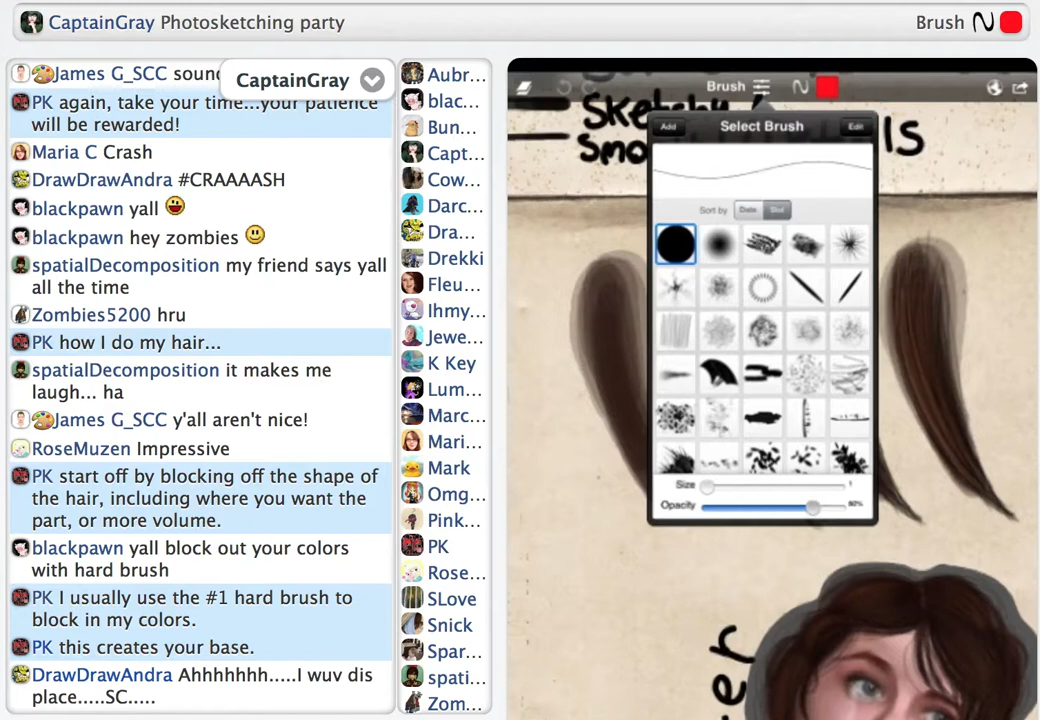 CaptainGray Photosketching party
Brush
James G_SCC
CaptainGray
PK again, take your time...your patience
will be rewarded!
Maria C Crash
DrawDrawAndra #CRAAAASH
blackpawn yall
blackpawn hey zombies
spatialDecomposition my friend says yall
all the time
Zombies5200 hru
PK how I do my hair...
spatialDecomposition it makes me
laugh... ha
James G_SCC y'all aren't nice!
RoseMuzen Impressive
PK start off by blocking off the shape of
the hair, including where you want the
part, or more volume.
blackpawn yall block out your colors
with hard brush
PK I usually use the #1 hard brush to
block in my colors.
PK this creates your base.
DrawDrawAndra Ahhhhhhh.....I wuv dis
place.....SC.....
Aubr...
blac...
Bun...
Capt...
Cow...
Darc...
Dra...
Drekki
Fleu...
Ihmy...
Jewe...
K Key
Lum...
Marc...
Mari...
Mark
Omg...
Pink...
PK
Rose...
SLove
Snick
Spar...
spati...
Zom...
Brush
Add Select Brush Edit
Sort by Date Slot
Size 1
Opacity 80%